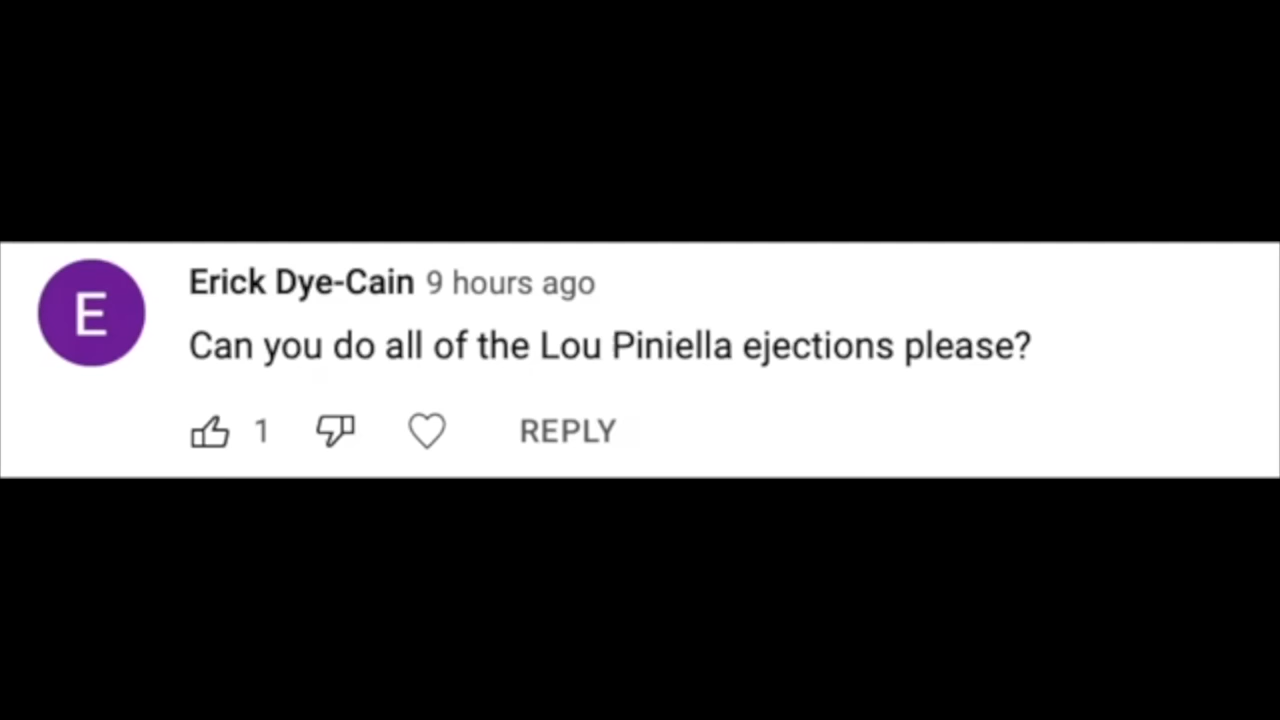 E
Erick Dye-Cain 9 hours ago
Can you do all of the Lou Piniella ejections please?
1 REPLY